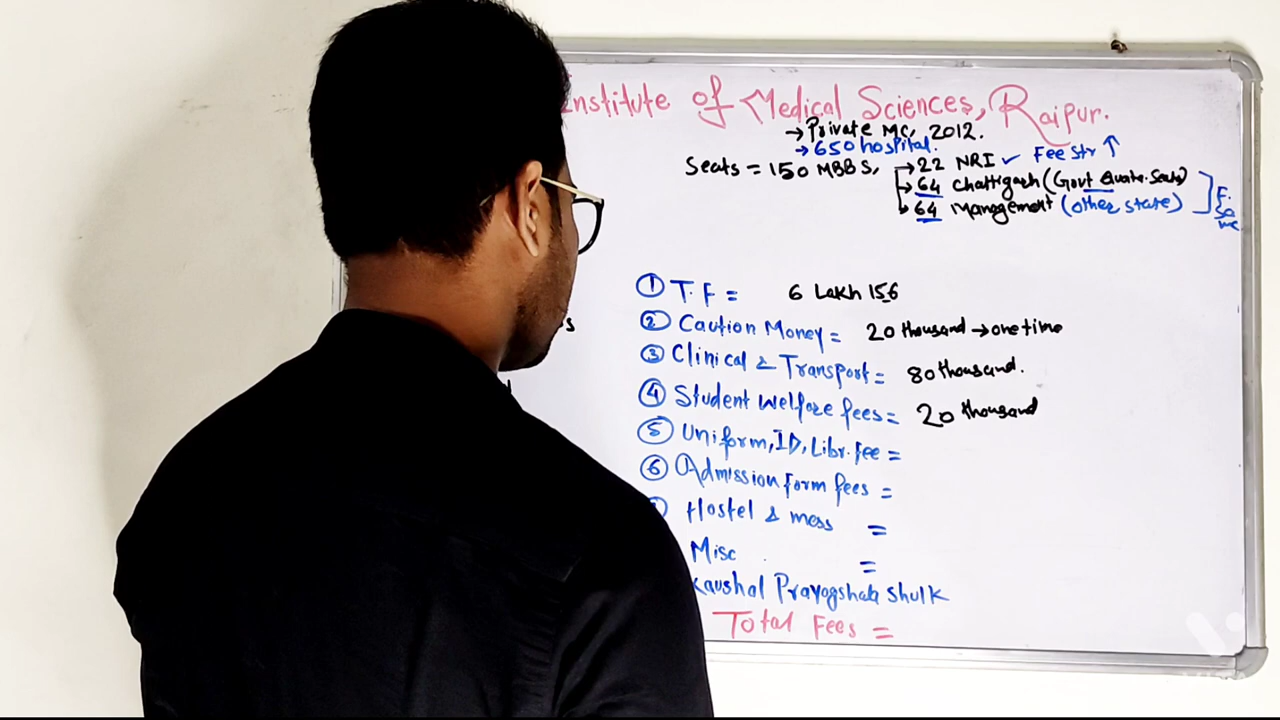 Institute of Medical Sciences, Raipur.
→ Private MC, 2012.
→ 650 hospital.
Seats = 150 MBBS, → 22 NRI ✓ Fee Str ↑
→ 64 Chattigarh (Govt Quata Seats)
→ 64 Management (other state)
F. Same
① T.F = 6 Lakh 156
② Caution Money = 20 thousand → one time
③ Clinical & Transport = 80 thousand.
④ Student Welfare fees = 20 thousand
⑤ Uniform, ID, Libr. fee =
⑥ Admission form fees =
Hostel & mess =
Misc =
Kaushal Prayogshala Shulk
Total Fees =